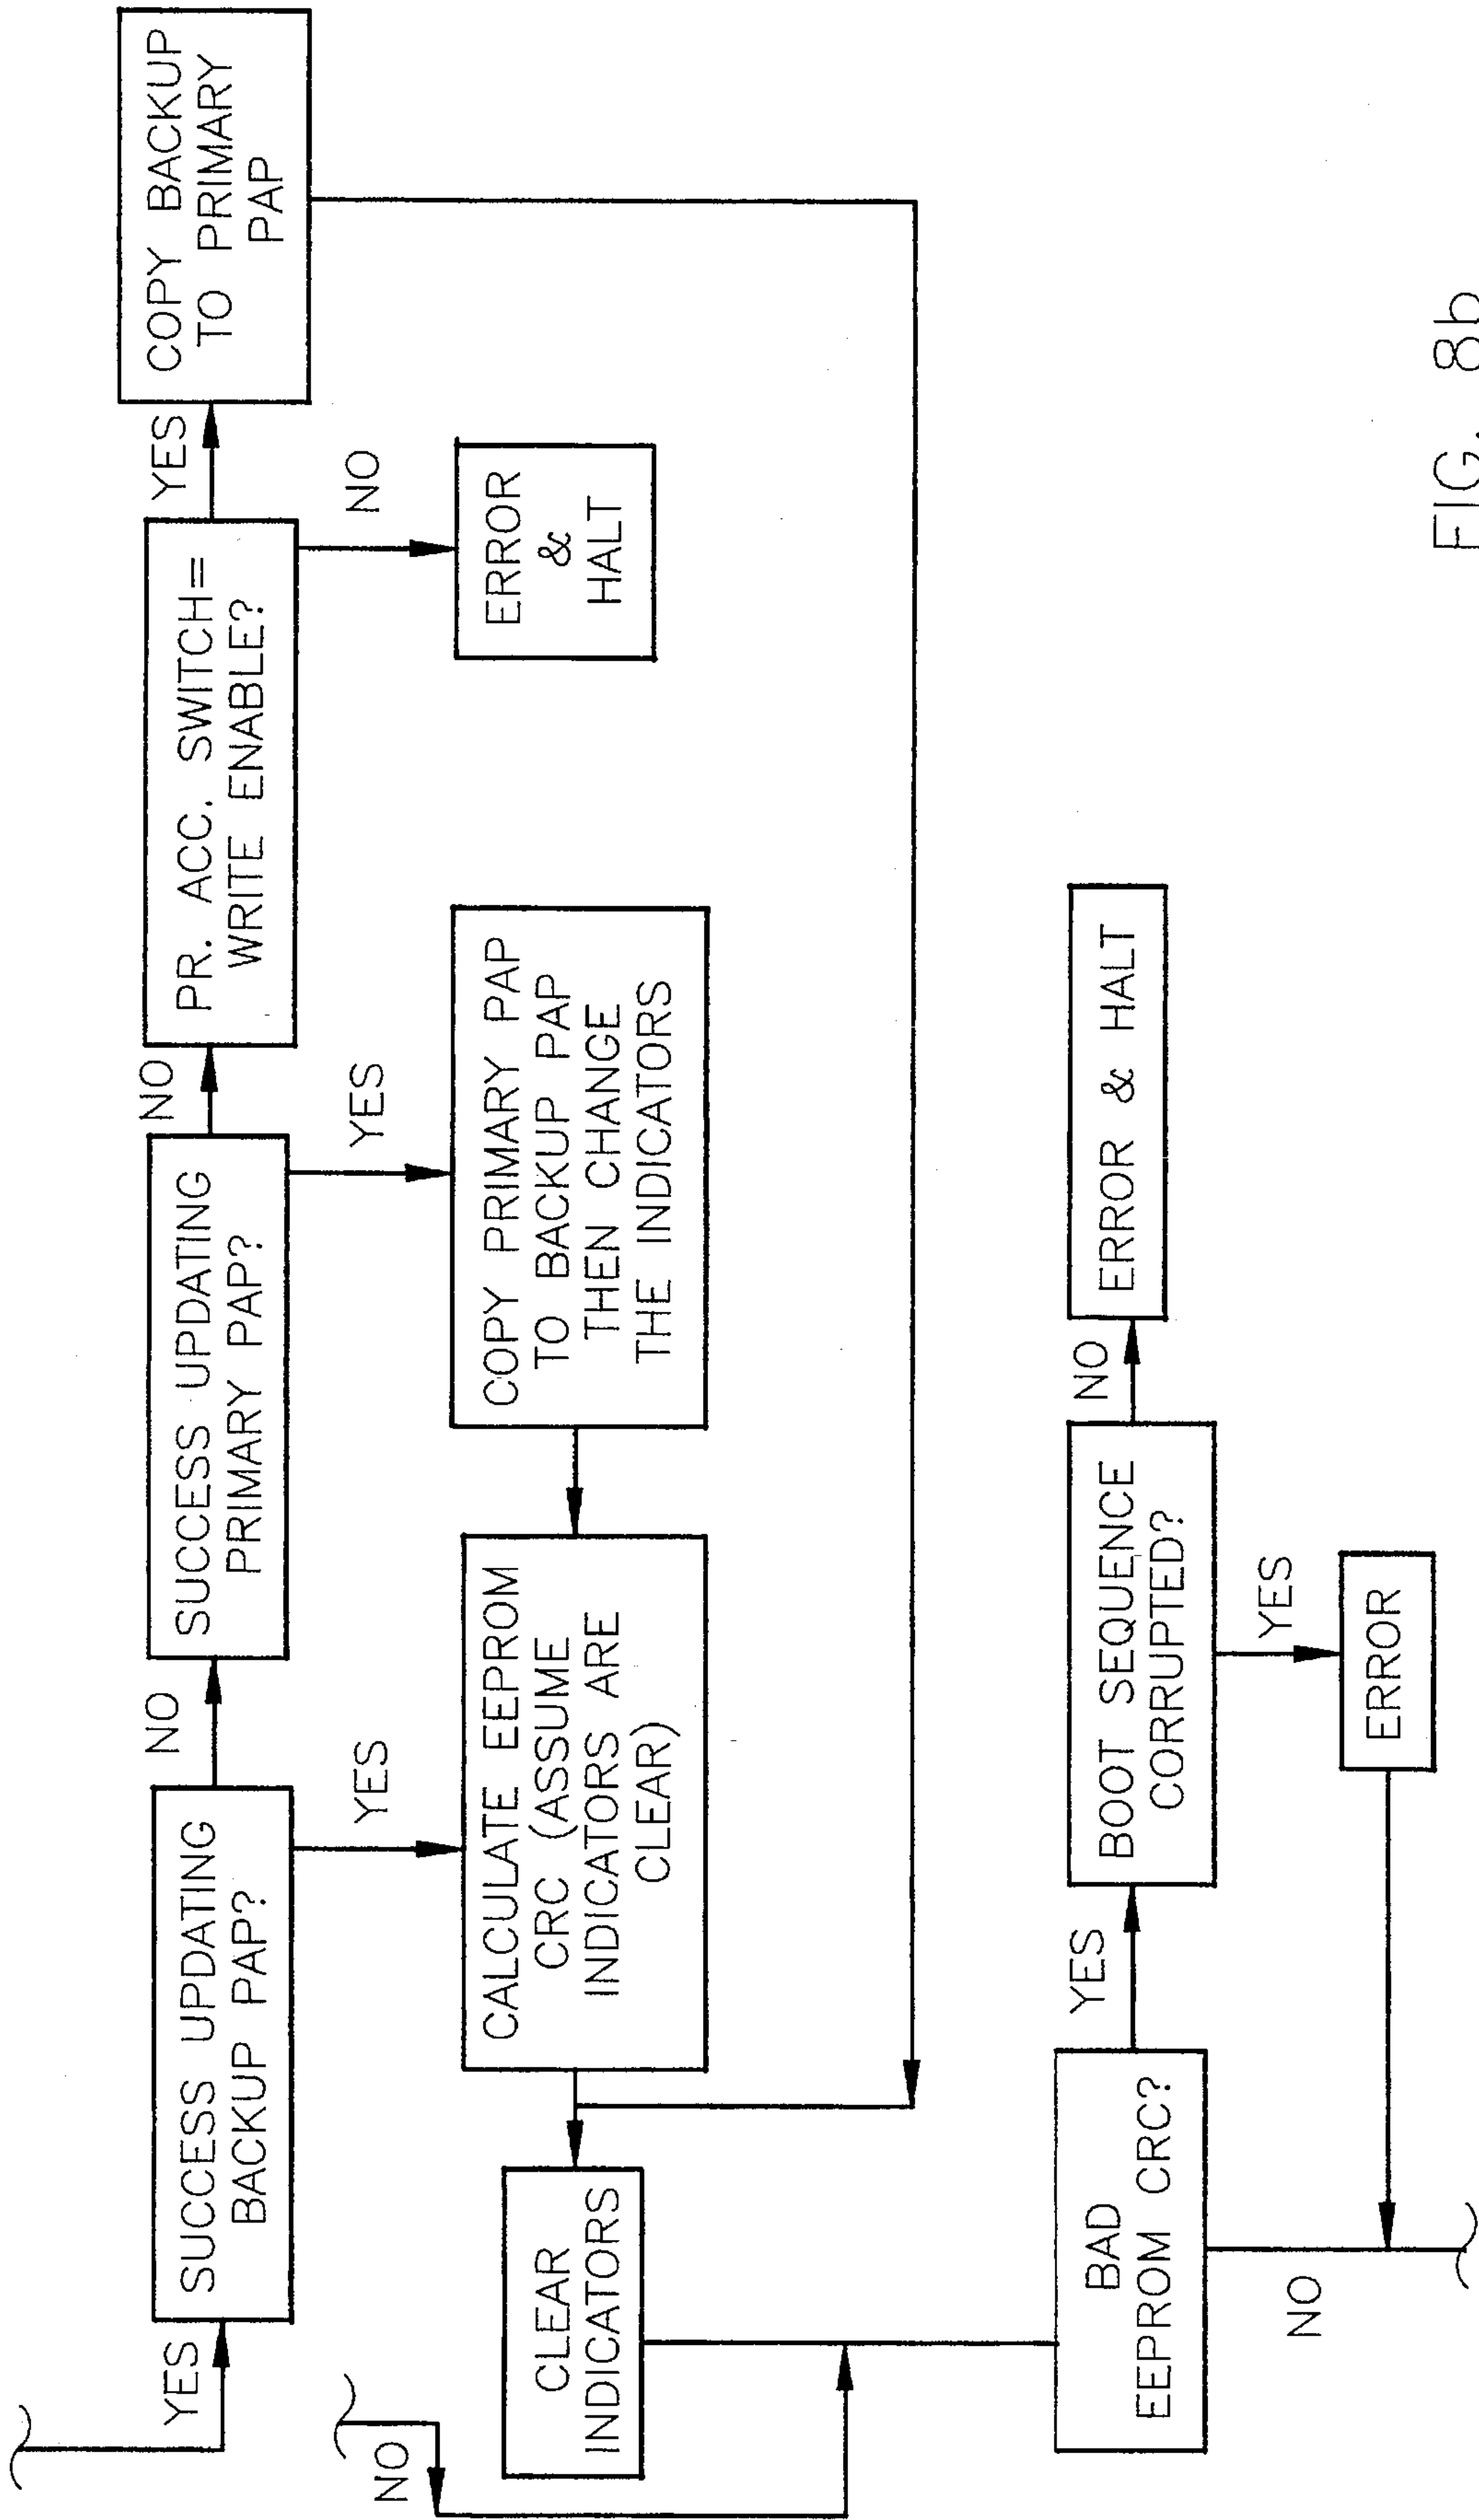 YES
SUCCESS UPDATING
BACKUP PAP?
NO
SUCCESS UPDATING
PRIMARY PAP?
NO
PR. ACC. SWITCH=
WRITE ENABLE?
YES
COPY BACKUP
TO PRIMARY
PAP
NO
YES
YES
NO
CLEAR
INDICATORS
CALCULATE EEPROM
CRC (ASSUME
INDICATORS ARE
CLEAR)
COPY PRIMARY PAP
TO BACKUP PAP
THEN CHANGE
THE INDICATORS
ERROR
&
HALT
BAD
EEPROM CRC?
YES
BOOT SEQUENCE
CORRUPTED?
NO
ERROR & HALT
NO
YES
ERROR
FIG. 8b